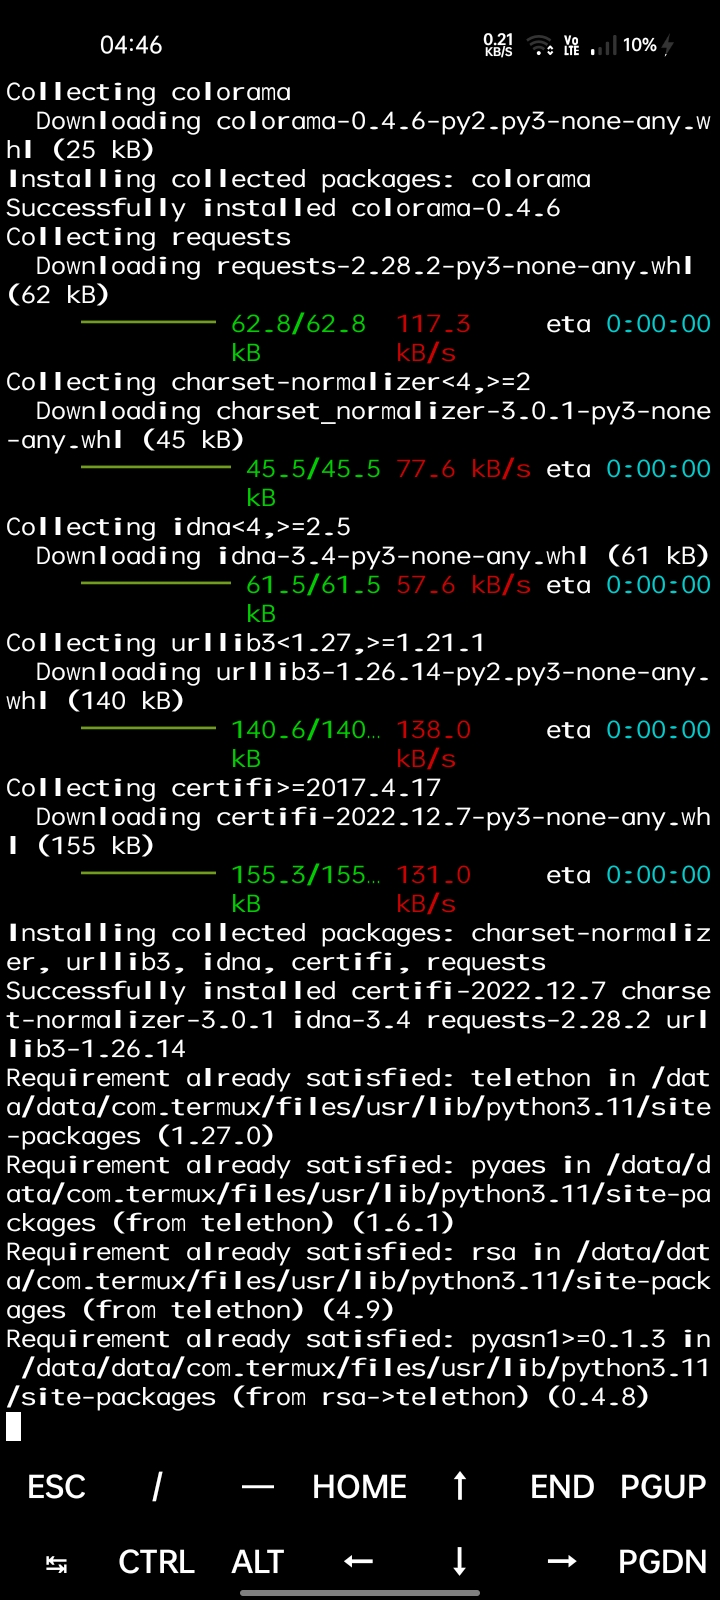 04:46
0.21 KB/S Vo LTE 10%
Collecting colorama
  Downloading colorama-0.4.6-py2.py3-none-any.w
hl (25 kB)
Installing collected packages: colorama
Successfully installed colorama-0.4.6
Collecting requests
  Downloading requests-2.28.2-py3-none-any.whl
(62 kB)
62.8/62.8 117.3 eta 0:00:00
kB kB/s
Collecting charset-normalizer<4,>=2
  Downloading charset_normalizer-3.0.1-py3-none
-any.whl (45 kB)
45.5/45.5 77.6 kB/s eta 0:00:00
kB
Collecting idna<4,>=2.5
  Downloading idna-3.4-py3-none-any.whl (61 kB)
61.5/61.5 57.6 kB/s eta 0:00:00
kB
Collecting urllib3<1.27,>=1.21.1
  Downloading urllib3-1.26.14-py2.py3-none-any.
whl (140 kB)
140.6/140… 138.0 eta 0:00:00
kB kB/s
Collecting certifi>=2017.4.17
  Downloading certifi-2022.12.7-py3-none-any.wh
l (155 kB)
155.3/155… 131.0 eta 0:00:00
kB kB/s
Installing collected packages: charset-normaliz
er, urllib3, idna, certifi, requests
Successfully installed certifi-2022.12.7 charse
t-normalizer-3.0.1 idna-3.4 requests-2.28.2 url
lib3-1.26.14
Requirement already satisfied: telethon in /dat
a/data/com.termux/files/usr/lib/python3.11/site
-packages (1.27.0)
Requirement already satisfied: pyaes in /data/d
ata/com.termux/files/usr/lib/python3.11/site-pa
ckages (from telethon) (1.6.1)
Requirement already satisfied: rsa in /data/dat
a/com.termux/files/usr/lib/python3.11/site-pack
ages (from telethon) (4.9)
Requirement already satisfied: pyasn1>=0.1.3 in
 /data/data/com.termux/files/usr/lib/python3.11
/site-packages (from rsa->telethon) (0.4.8)
ESC / — HOME ↑ END PGUP
↹ CTRL ALT ← ↓ → PGDN